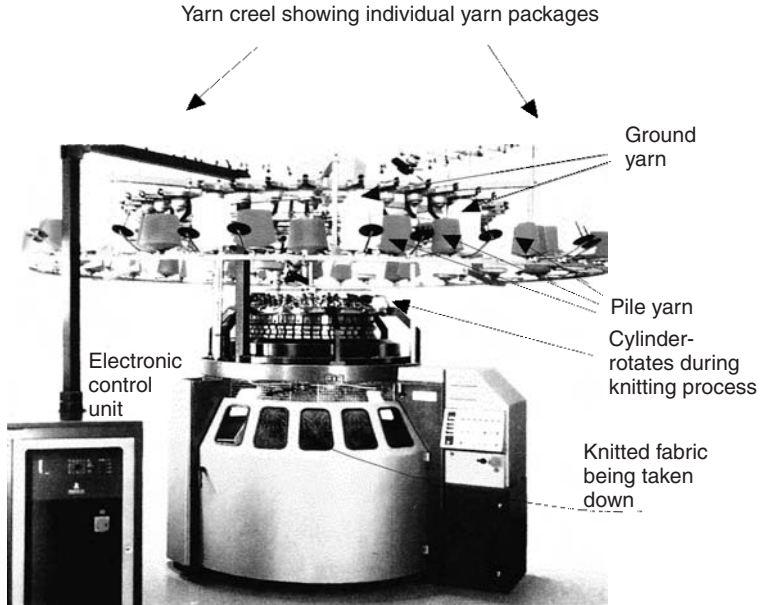 Yarn creel showing individual yarn packages
Ground
yarn
Pile yarn
Cylinder-
rotates during
knitting process
Electronic
control
unit
Knitted fabric
being taken
down